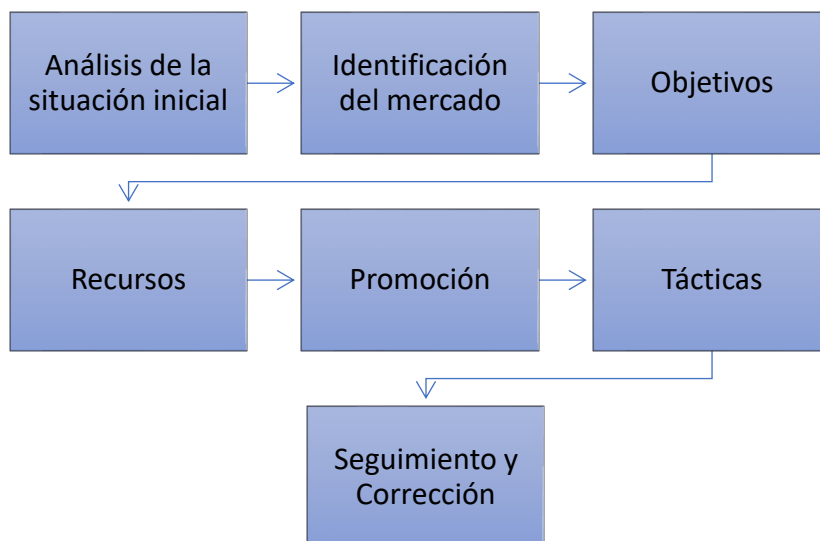 Análisis de la
situación inicial
Identificación
del mercado
Objetivos
Recursos
Promoción
Tácticas
Seguimiento y
Corrección